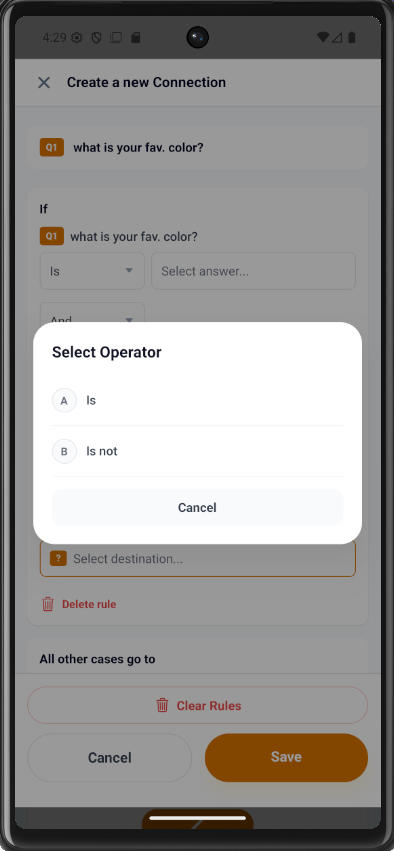 4:29
Create a new Connection
Q1 what is your fav. color?
If
Q1 what is your fav. color?
Is Select answer...
And
Select Operator
A Is
B Is not
Cancel
? Select destination...
Delete rule
All other cases go to
Clear Rules
Cancel Save